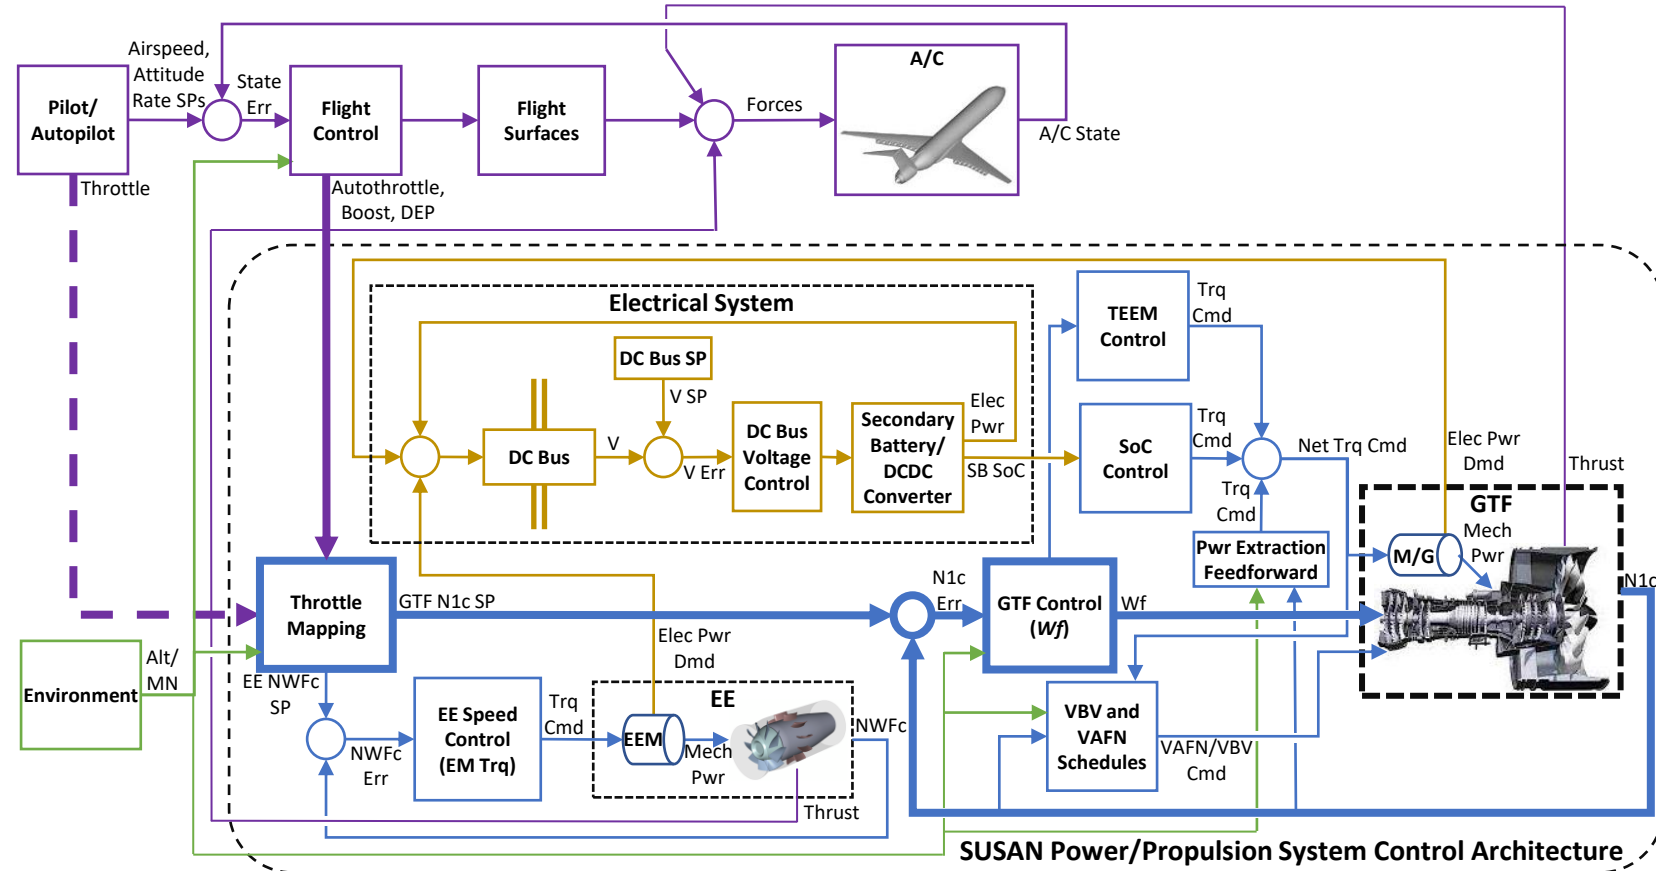 Airspeed,
Attitude
Rate SPs
A/C
Pilot/
Autopilot
State
Err
Flight
Control
Flight
Surfaces
Forces
A/C State
Throttle
Autothrottle,
Boost, DEP
Electrical System
DC Bus SP
V SP
DC Bus
V
V Err
DC Bus
Voltage
Control
Secondary
Battery/
DCDC
Converter
Elec
Pwr
SB SoC
TEEM
Control
Trq
Cmd
SoC
Control
Trq
Cmd
Trq
Cmd
Net Trq Cmd
Elec Pwr
Dmd
Thrust
GTF
Mech
Pwr
M/G
Pwr Extraction
Feedforward
N1c
Throttle
Mapping
GTF N1c SP
N1c
Err
GTF Control
(Wf)
Wf
Environment
Alt/
MN
EE NWFc
SP
NWFc
Err
EE Speed
Control
(EM Trq)
Trq
Cmd
Elec Pwr
Dmd
EE
EEM
Mech
Pwr
NWFc
Thrust
VBV and
VAFN
Schedules
VAFN/VBV
Cmd
SUSAN Power/Propulsion System Control Architecture